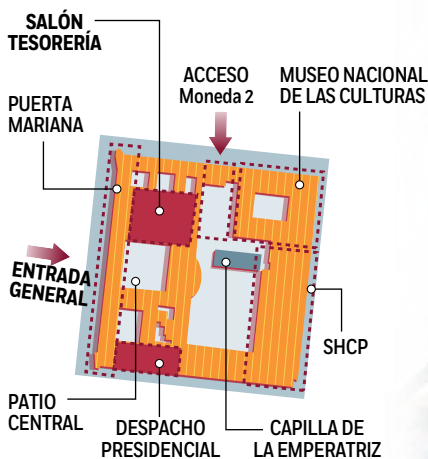 SALÓN
TESORERÍA
ACCESO
Moneda 2
MUSEO NACIONAL
DE LAS CULTURAS
PUERTA
MARIANA
ENTRADA
GENERAL
SHCP
PATIO
CENTRAL
DESPACHO
PRESIDENCIAL
CAPILLA DE
LA EMPERATRIZ